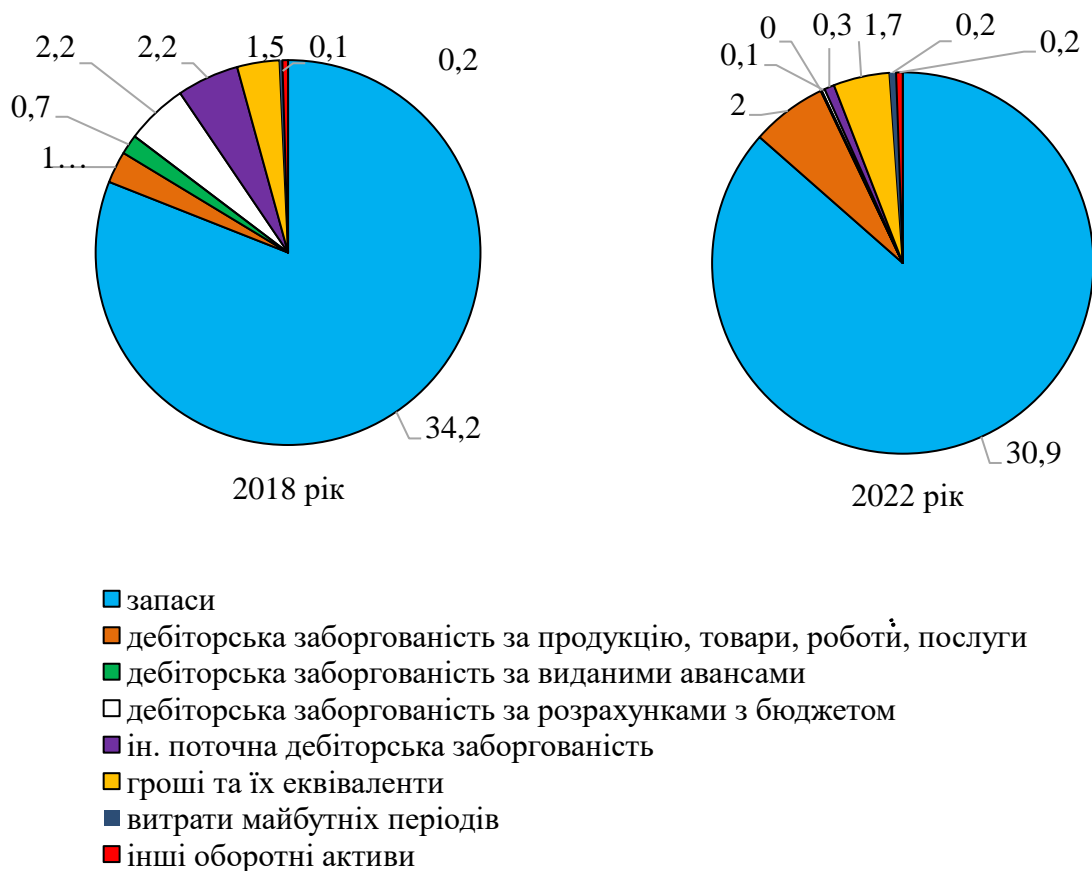 2,2
2,2
1,5
0,1
0,2
0,7
1…
34,2
2018 рік
0
0,3
1,7
0,2
0,2
0,1
2
30,9
2022 рік
запаси
дебіторська заборгованість за продукцію, товари, роботи, послуги
дебіторська заборгованість за виданими авансами
дебіторська заборгованість за розрахунками з бюджетом
ін. поточна дебіторська заборгованість
гроші та їх еквіваленти
витрати майбутніх періодів
інші оборотні активи